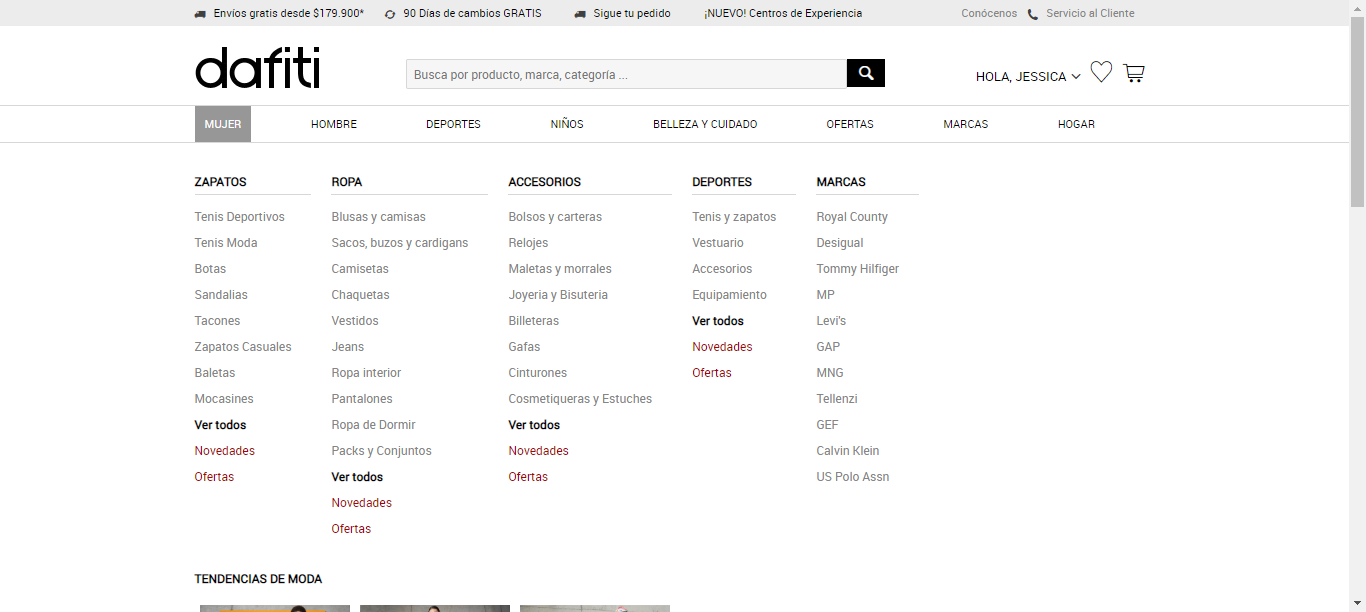 Envíos gratis desde $179.900* 90 Días de cambios GRATIS Sigue tu pedido ¡NUEVO! Centros de Experiencia Conócenos Servicio al Cliente
dafiti
Busca por producto, marca, categoría ...
HOLA, JESSICA
MUJER HOMBRE DEPORTES NIÑOS BELLEZA Y CUIDADO OFERTAS MARCAS HOGAR
ZAPATOS
Tenis Deportivos
Tenis Moda
Botas
Sandalias
Tacones
Zapatos Casuales
Baletas
Mocasines
Ver todos
Novedades
Ofertas
ROPA
Blusas y camisas
Sacos, buzos y cardigans
Camisetas
Chaquetas
Vestidos
Jeans
Ropa interior
Pantalones
Ropa de Dormir
Packs y Conjuntos
Ver todos
Novedades
Ofertas
ACCESORIOS
Bolsos y carteras
Relojes
Maletas y morrales
Joyeria y Bisuteria
Billeteras
Gafas
Cinturones
Cosmetiqueras y Estuches
Ver todos
Novedades
Ofertas
DEPORTES
Tenis y zapatos
Vestuario
Accesorios
Equipamiento
Ver todos
Novedades
Ofertas
MARCAS
Royal County
Desigual
Tommy Hilfiger
MP
Levi's
GAP
MNG
Tellenzi
GEF
Calvin Klein
US Polo Assn
TENDENCIAS DE MODA